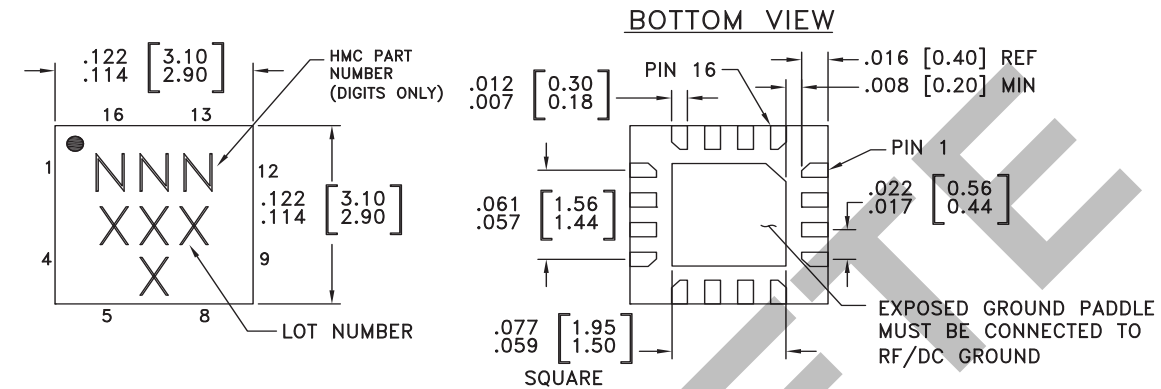 BOTTOM VIEW
.122 [3.10]
.114 [2.90]
HMC PART
NUMBER
(DIGITS ONLY)
16 13
1
12
4
9
5 8
NNN
XXX
X
.122 [3.10]
.114 [2.90]
LOT NUMBER
.012 [0.30]
.007 [0.18]
PIN 16
.016 [0.40] REF
.008 [0.20] MIN
PIN 1
.061 [1.56]
.057 [1.44]
.022 [0.56]
.017 [0.44]
.077 [1.95]
.059 [1.50]
SQUARE
EXPOSED GROUND PADDLE
MUST BE CONNECTED TO
RF/DC GROUND
ETE